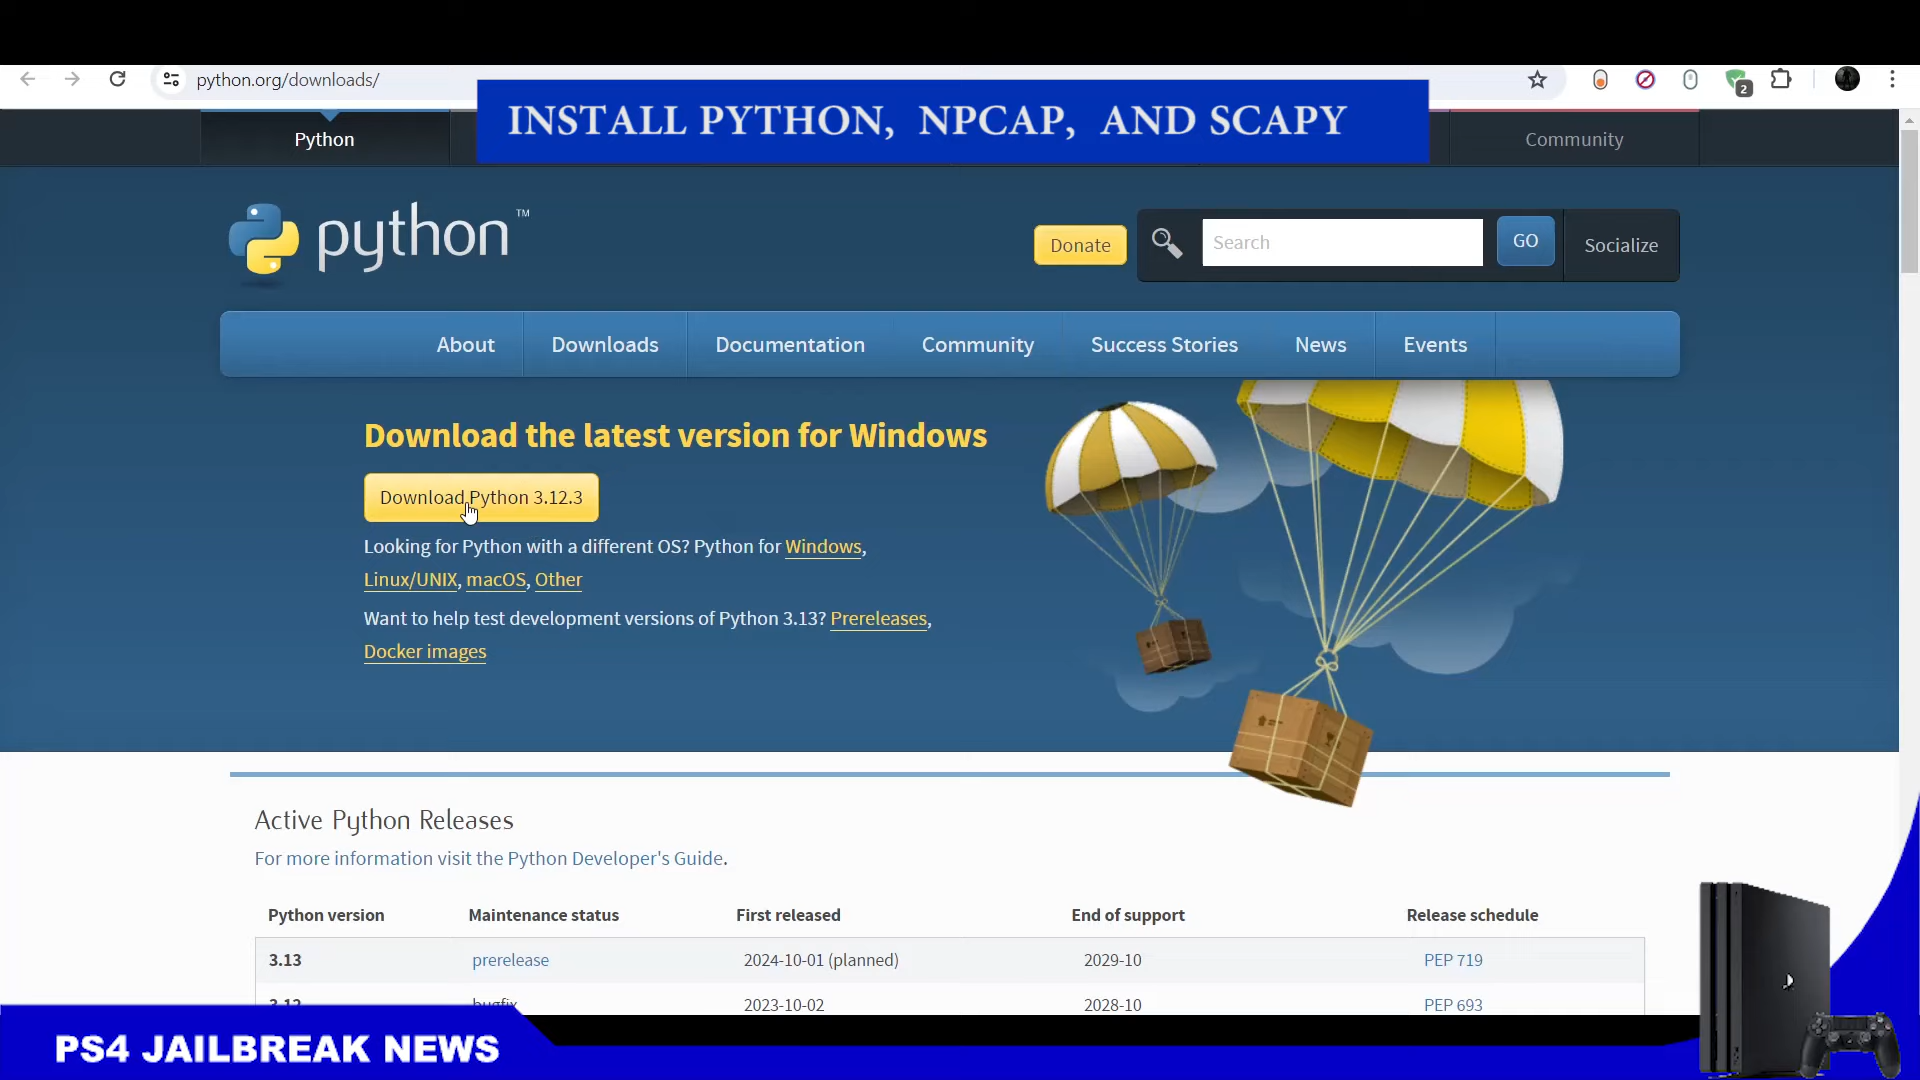 python.org/downloads/
2
INSTALL PYTHON, NPCAP, AND SCAPY
Python
Community
python™
Donate
Search
GO
Socialize
About
Downloads
Documentation
Community
Success Stories
News
Events
Download the latest version for Windows
Download Python 3.12.3
Looking for Python with a different OS? Python for Windows,
Linux/UNIX, macOS, Other
Want to help test development versions of Python 3.13? Prereleases,
Docker images
Active Python Releases
For more information visit the Python Developer's Guide.
Python version Maintenance status First released End of support Release schedule
3.13 prerelease 2024-10-01 (planned) 2029-10 PEP 719
3.12 bugfix 2023-10-02 2028-10 PEP 693
PS4 JAILBREAK NEWS